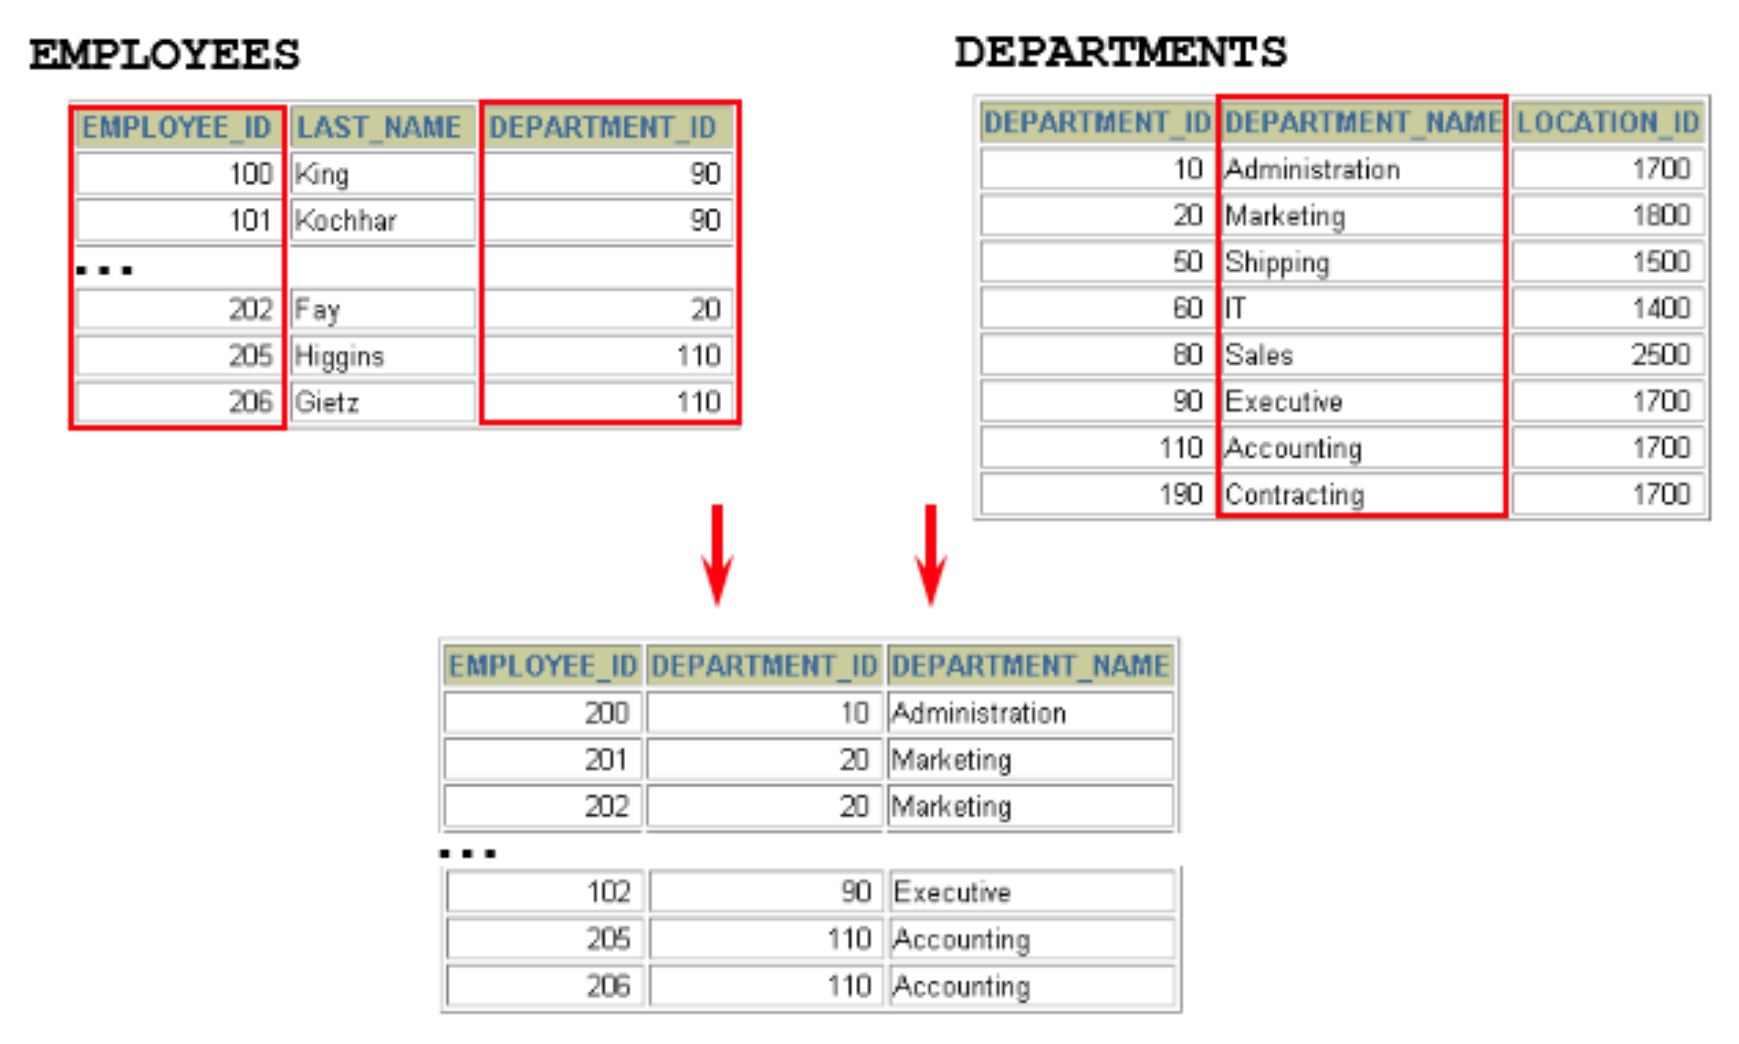 EMPLOYEES
EMPLOYEE_ID LAST_NAME DEPARTMENT_ID
100 King 90
101 Kochhar 90
...
202 Fay 20
205 Higgins 110
206 Gietz 110
DEPARTMENTS
DEPARTMENT_ID DEPARTMENT_NAME LOCATION_ID
10 Administration 1700
20 Marketing 1800
50 Shipping 1500
60 IT 1400
80 Sales 2500
90 Executive 1700
110 Accounting 1700
190 Contracting 1700
EMPLOYEE_ID DEPARTMENT_ID DEPARTMENT_NAME
200 10 Administration
201 20 Marketing
202 20 Marketing
...
102 90 Executive
205 110 Accounting
206 110 Accounting